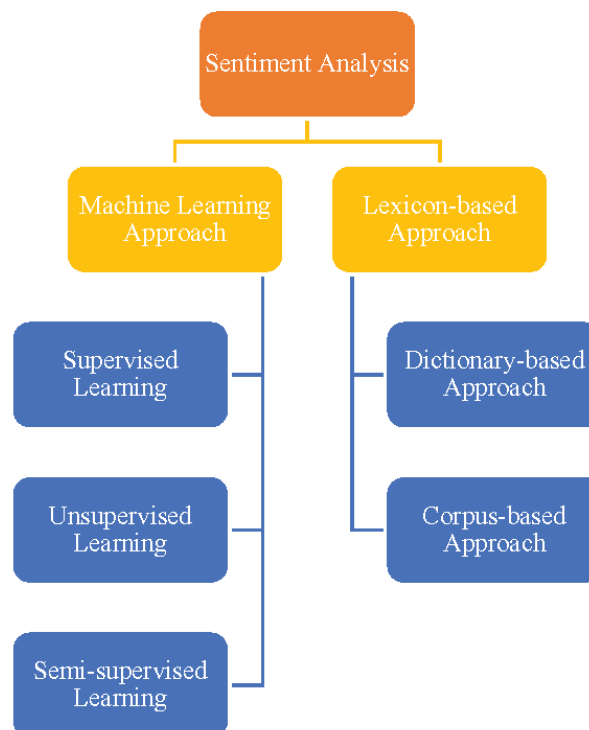 Sentiment Analysis
Machine Learning
Approach
Lexicon-based
Approach
Supervised
Learning
Dictionary-based
Approach
Unsupervised
Learning
Corpus-based
Approach
Semi-supervised
Learning